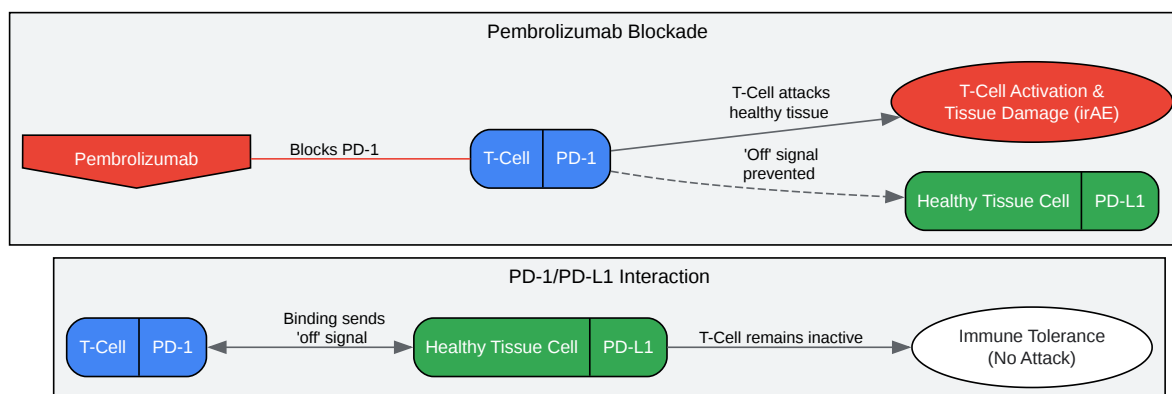 Pembrolizumab Blockade
Pembrolizumab
Blocks PD-1
T-Cell
PD-1
T-Cell attacks
healthy tissue
T-Cell Activation &
Tissue Damage (irAE)
'Off' signal
prevented
Healthy Tissue Cell
PD-L1
PD-1/PD-L1 Interaction
T-Cell
PD-1
Binding sends
'off' signal
Healthy Tissue Cell
PD-L1
T-Cell remains inactive
Immune Tolerance
(No Attack)